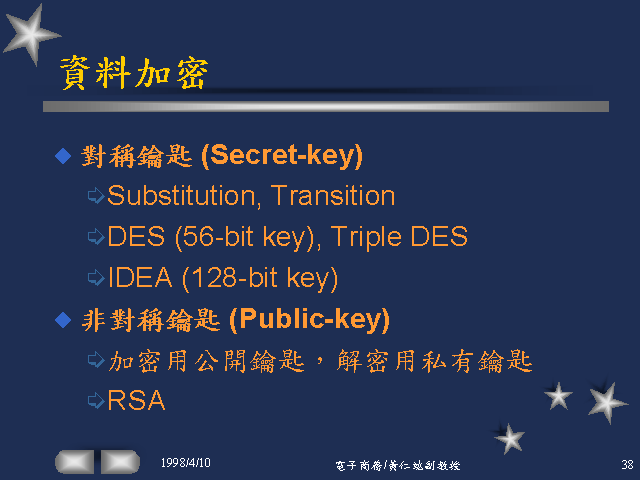 資料加密
對稱鑰匙 (Secret-key)
Substitution, Transition
DES (56-bit key), Triple DES
IDEA (128-bit key)
非對稱鑰匙 (Public-key)
加密用公開鑰匙，解密用私有鑰匙
RSA
1998/4/10
電子商務/黃仁竑副教授
38